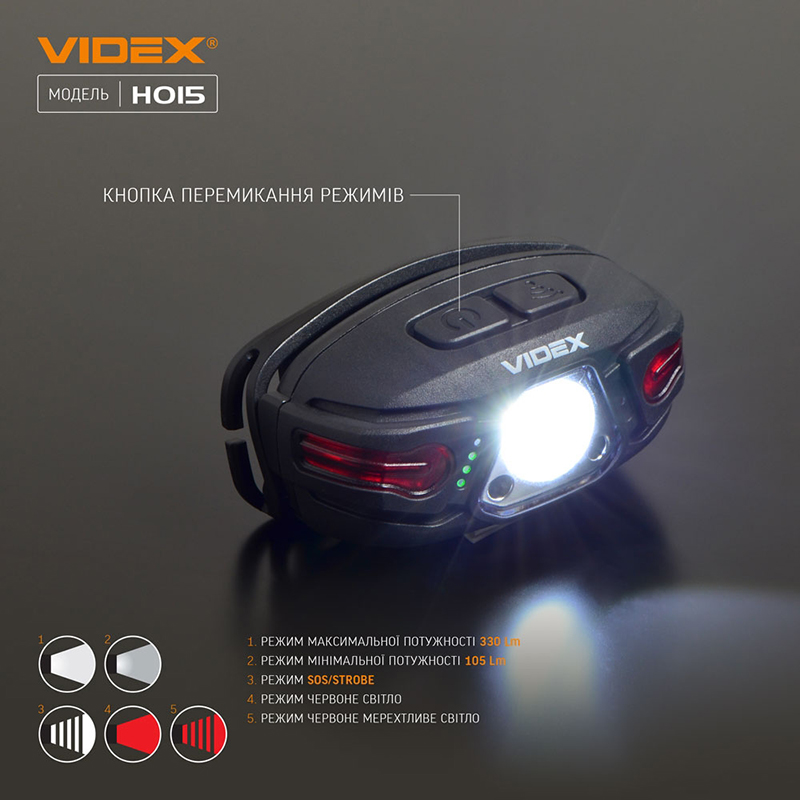 VIDEX®
МОДЕЛЬ | H015
КНОПКА ПЕРЕМИКАННЯ РЕЖИМІВ
VIDEX
1 2
1. РЕЖИМ МАКСИМАЛЬНОЇ ПОТУЖНОСТІ 330 Lm
2. РЕЖИМ МІНІМАЛЬНОЇ ПОТУЖНОСТІ 105 Lm
3. РЕЖИМ SOS/STROBE
4. РЕЖИМ ЧЕРВОНЕ СВІТЛО
5. РЕЖИМ ЧЕРВОНЕ МЕРЕХТЛИВЕ СВІТЛО
3 4 5